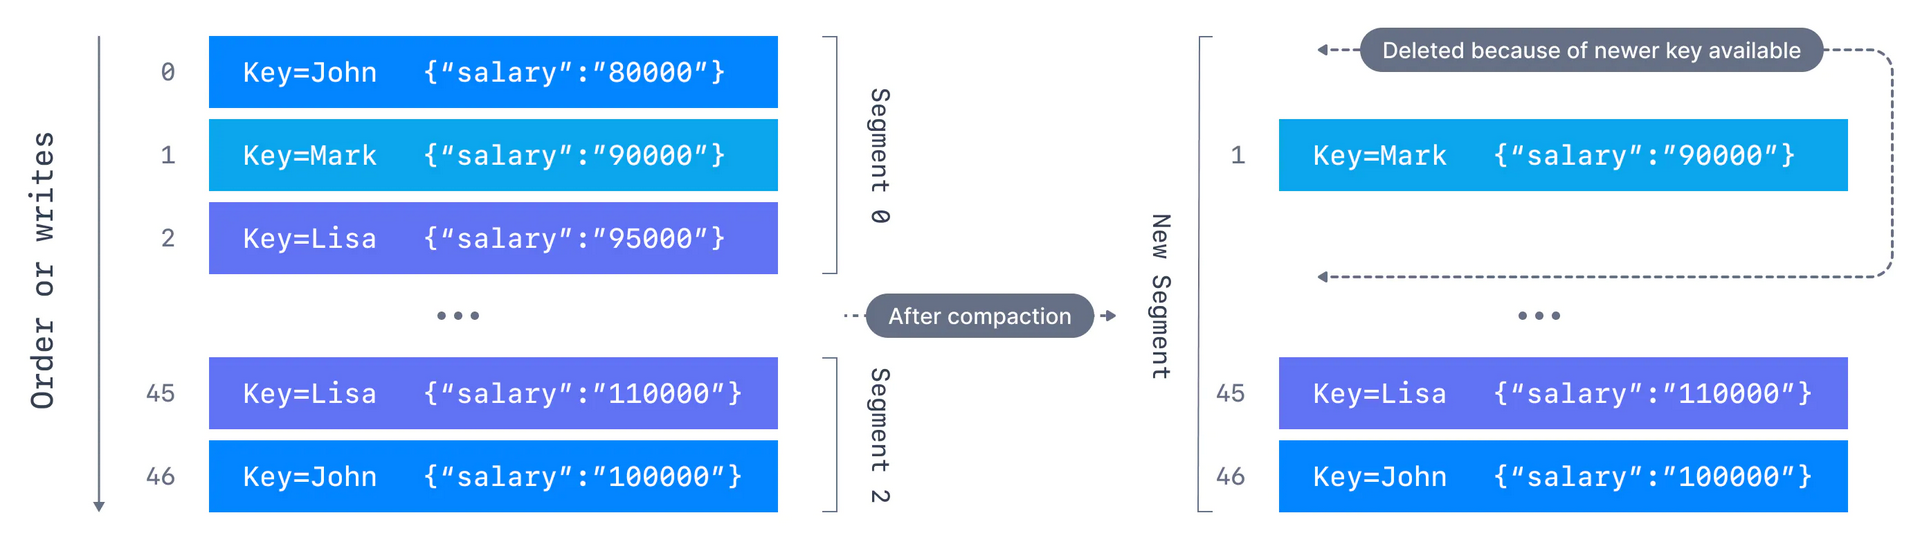 Order or writes
0 Key=John {“salary”:”80000”}
1 Key=Mark {“salary”:”90000”}
2 Key=Lisa {“salary”:”95000”}
Segment 0
•••
45 Key=Lisa {“salary”:”110000”}
46 Key=John {“salary”:”100000”}
Segment 2
After compaction
New Segment
Deleted because of newer key available
1 Key=Mark {“salary”:”90000”}
•••
45 Key=Lisa {“salary”:”110000”}
46 Key=John {“salary”:”100000”}